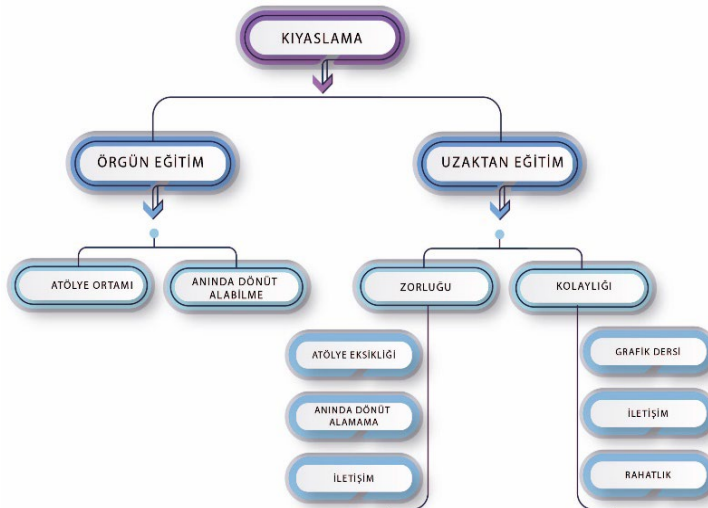 KIYASLAMA
ÖRGÜN EĞİTİM
UZAKTAN EĞİTİM
ATÖLYE ORTAMI
ANINDA DÖNÜT
ALABİLME
ZORLUĞU
KOLAYLIĞI
ATÖLYE EKSİKLİĞİ
ANINDA DÖNÜT
ALAMAMA
İLETİŞİM
GRAFİK DERSİ
İLETİŞİM
RAHATLIK